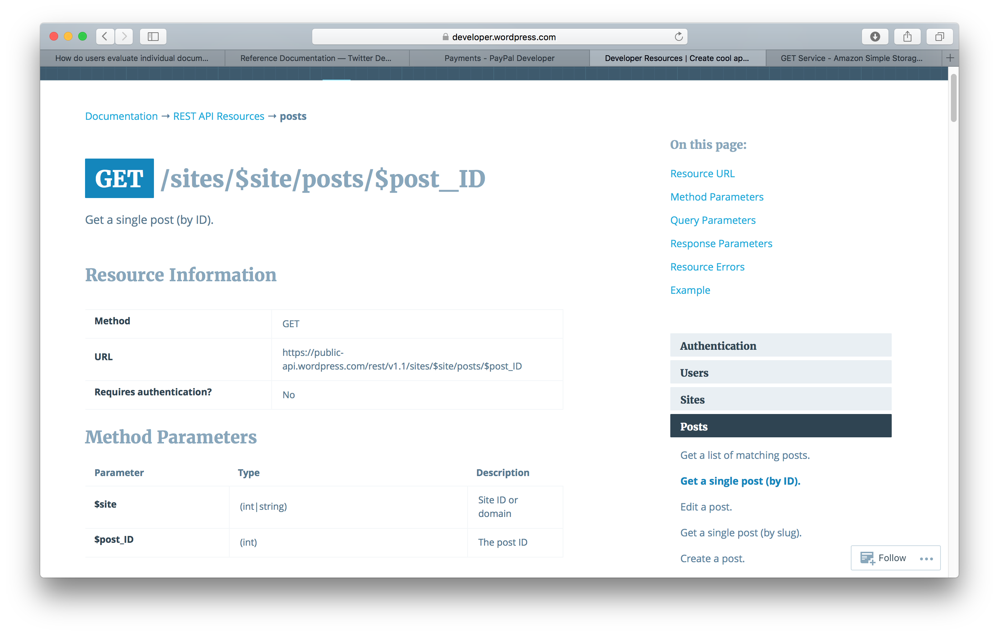 developer.wordpress.com
How do users evaluate individual docum...
Reference Documentation — Twitter De...
Payments - PayPal Developer
Developer Resources | Create cool ap...
GET Service - Amazon Simple Storag...
Documentation → REST API Resources → posts
GET /sites/$site/posts/$post_ID
Get a single post (by ID).
Resource Information
Method GET
URL https://public-
api.wordpress.com/rest/v1.1/sites/$site/posts/$post_ID
Requires authentication? No
Method Parameters
Parameter Type Description
$site (int|string) Site ID or
domain
$post_ID (int) The post ID
On this page:
Resource URL
Method Parameters
Query Parameters
Response Parameters
Resource Errors
Example
Authentication
Users
Sites
Posts
Get a list of matching posts.
Get a single post (by ID).
Edit a post.
Get a single post (by slug).
Create a post.
Follow